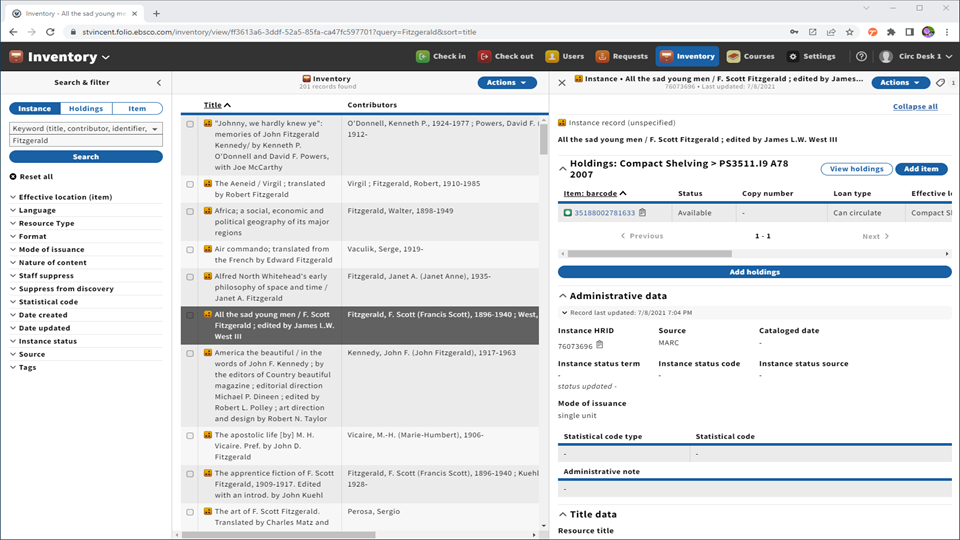 Inventory - All the sad young m
stvincent.folio.ebsco.com/inventory/view/ff3613a6-3ddf-52a5-85fa-ca47fc597701?query=Fitzgerald&sort=title
Inventory
Check in
Check out
Users
Requests
Inventory
Courses
Settings
Circ Desk 1
Search & filter
Instance
Holdings
Item
Keyword (title, contributor, identifier,
Fitzgerald
Search
Reset all
Effective location (item)
Language
Resource Type
Format
Mode of issuance
Nature of content
Staff suppress
Suppress from discovery
Statistical code
Date created
Date updated
Instance status
Source
Tags
Inventory
201 records found
Actions
Title
Contributors
"Johnny, we hardly knew ye": memories of John Fitzgerald Kennedy/ by Kenneth P. O'Donnell and David F. Powers, with Joe McCarthy
O'Donnell, Kenneth P., 1924-1977 ; Powers, David F. (
1912-
The Aeneid / Virgil ; translated by Robert Fitzgerald
Virgil ; Fitzgerald, Robert, 1910-1985
Africa; a social, economic and political geography of its major regions
Fitzgerald, Walter, 1898-1949
Air commando; translated from the French by Edward Fitzgerald
Vaculik, Serge, 1919-
Alfred North Whitehead's early philosophy of space and time / Janet A. Fitzgerald
Fitzgerald, Janet A. (Janet Anne), 1935-
All the sad young men / F. Scott Fitzgerald ; edited by James L.W. West III
Fitzgerald, F. Scott (Francis Scott), 1896-1940 ; West,
America the beautiful / in the words of John F. Kennedy ; by the editors of Country beautiful magazine ; editorial direction Michael P. Dineen ; edited by Robert L. Polley ; art direction and design by Robert N. Taylor
Kennedy, John F. (John Fitzgerald), 1917-1963
The apostolic life [by] M. H. Vicaire. Pref. by John D. Fitzgerald
Vicaire, M.-H. (Marie-Humbert), 1906-
The apprentice fiction of F. Scott Fitzgerald, 1909-1917. Edited with an introd. by John Kuehl
Fitzgerald, F. Scott (Francis Scott), 1896-1940 ; Kuehl
1928-
The art of F. Scott Fitzgerald. Translated by Charles Matz and
Perosa, Sergio
Instance • All the sad young men / F. Scott Fitzgerald ; edited by James...
76073696 • Last updated: 7/8/2021
Actions
1
Collapse all
Instance record (unspecified)
All the sad young men / F. Scott Fitzgerald ; edited by James L.W. West III
Holdings: Compact Shelving > PS3511.I9 A78 2007
View holdings
Add item
Item: barcode
Status
Copy number
Loan type
Effective l
35188002781633
Available
-
Can circulate
Compact S
Previous
1 - 1
Next
Add holdings
Administrative data
Record last updated: 7/8/2021 7:04 PM
Instance HRID
Source
Cataloged date
76073696
MARC
-
Instance status term
Instance status code
Instance status source
-
-
-
status updated -
Mode of issuance
single unit
Statistical code type
Statistical code
-
-
Administrative note
-
Title data
Resource title